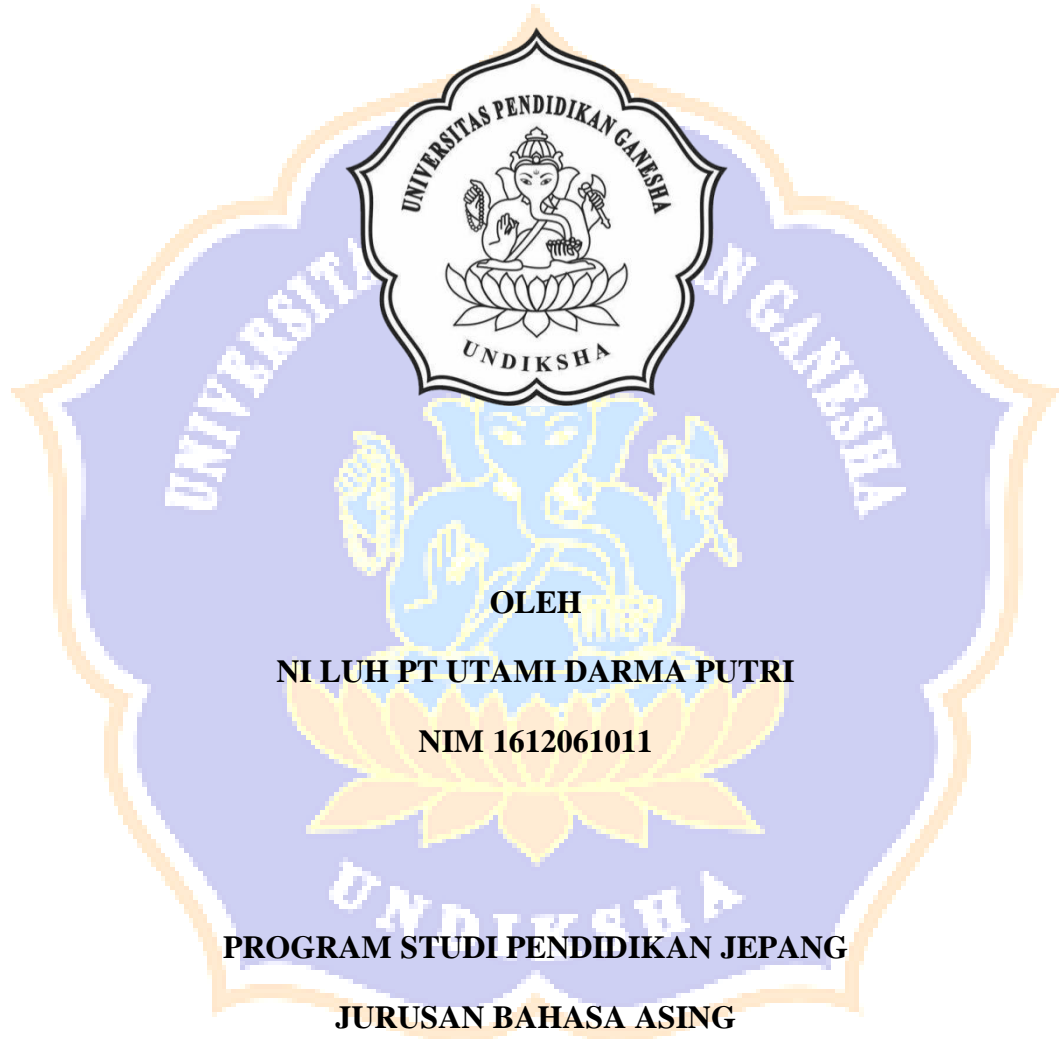 UNIVERSITAS PENDIDIKAN GANESHA
UNDIKSHA
OLEH
NI LUH PT UTAMI DARMA PUTRI
NIM 1612061011
UNDIKSHA
PROGRAM STUDI PENDIDIKAN JEPANG
JURUSAN BAHASA ASING